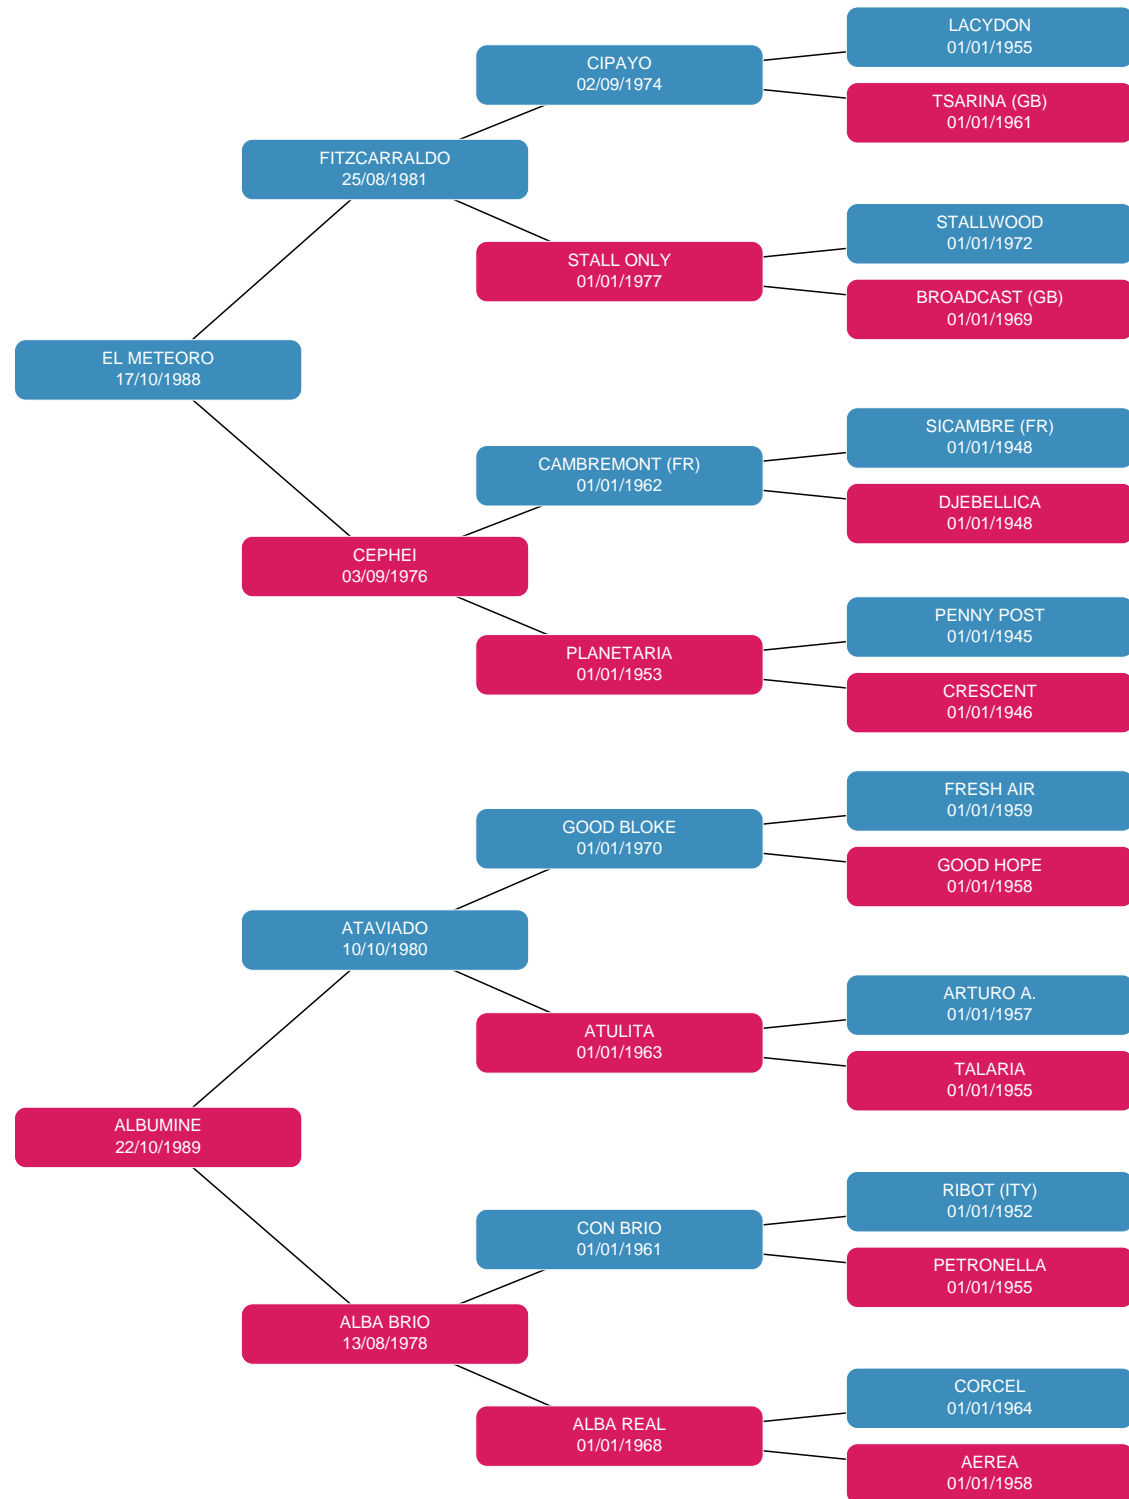 LACYDON
01/01/1955
CIPAYO
02/09/1974
TSARINA (GB)
01/01/1961
FITZCARRALDO
25/08/1981
STALLWOOD
01/01/1972
STALL ONLY
01/01/1977
BROADCAST (GB)
01/01/1969
EL METEORO
17/10/1988
SICAMBRE (FR)
01/01/1948
CAMBREMONT (FR)
01/01/1962
DJEBELLICA
01/01/1948
CEPHEI
03/09/1976
PENNY POST
01/01/1945
PLANETARIA
01/01/1953
CRESCENT
01/01/1946
FRESH AIR
01/01/1959
GOOD BLOKE
01/01/1970
GOOD HOPE
01/01/1958
ATAVIADO
10/10/1980
ARTURO A.
01/01/1957
ATULITA
01/01/1963
TALARIA
01/01/1955
ALBUMINE
22/10/1989
RIBOT (ITY)
01/01/1952
CON BRIO
01/01/1961
PETRONELLA
01/01/1955
ALBA BRIO
13/08/1978
CORCEL
01/01/1964
ALBA REAL
01/01/1968
AEREA
01/01/1958